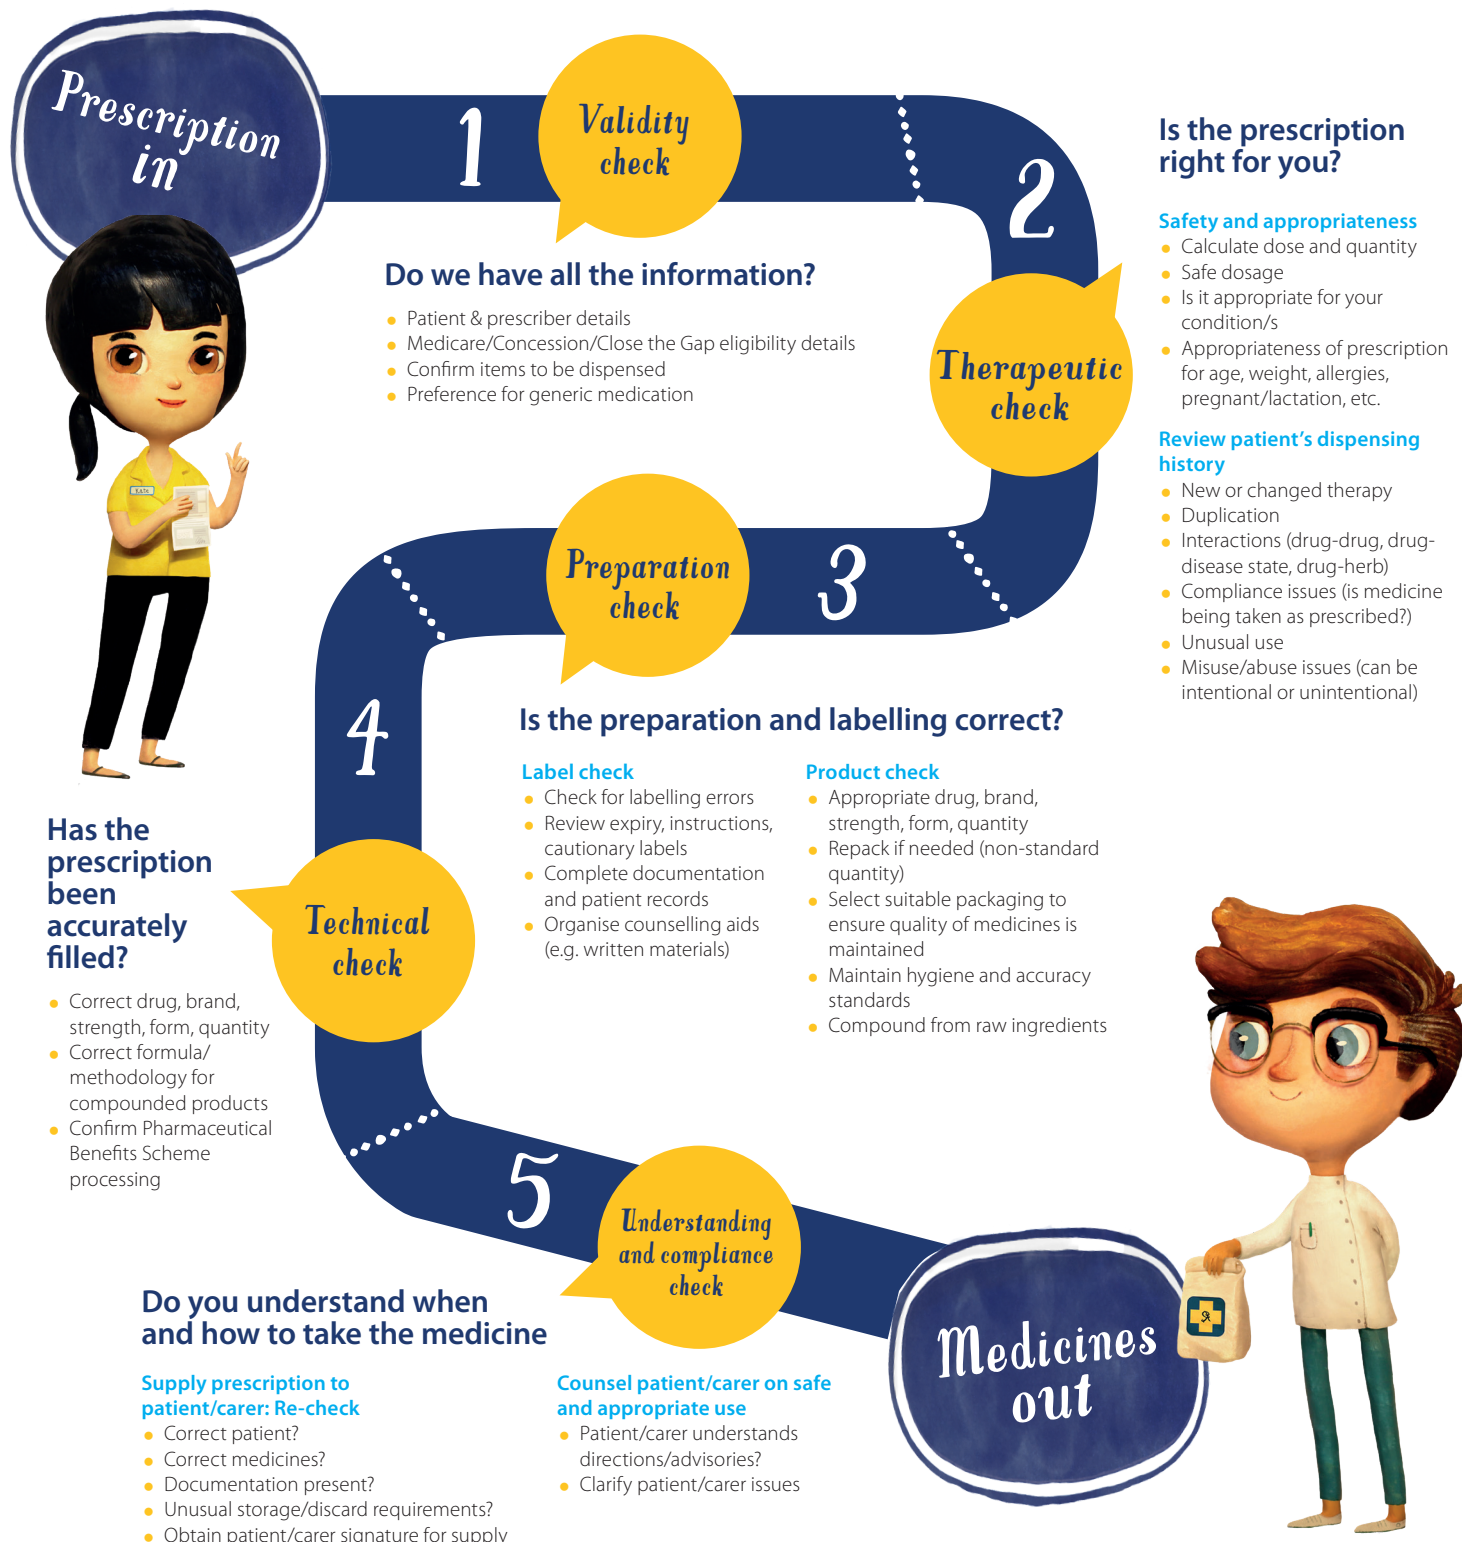 Prescription
in
1
Validity
check
Do we have all the information?
Patient & prescriber details
Medicare/Concession/Close the Gap eligibility details
Confirm items to be dispensed
Preference for generic medication
2
Therapeutic
check
Is the prescription
right for you?
Safety and appropriateness
Calculate dose and quantity
Safe dosage
Is it appropriate for your
condition/s
Appropriateness of prescription
for age, weight, allergies,
pregnant/lactation, etc.
Review patient’s dispensing
history
New or changed therapy
Duplication
Interactions (drug-drug, drug-
disease state, drug-herb)
Compliance issues (is medicine
being taken as prescribed?)
Unusual use
Misuse/abuse issues (can be
intentional or unintentional)
KATE
3
Preparation
check
Is the preparation and labelling correct?
Label check
Check for labelling errors
Review expiry, instructions,
cautionary labels
Complete documentation
and patient records
Organise counselling aids
(e.g. written materials)
Product check
Appropriate drug, brand,
strength, form, quantity
Repack if needed (non-standard
quantity)
Select suitable packaging to
ensure quality of medicines is
maintained
Maintain hygiene and accuracy
standards
Compound from raw ingredients
4
Technical
check
Has the
prescription
been
accurately
filled?
Correct drug, brand,
strength, form, quantity
Correct formula/
methodology for
compounded products
Confirm Pharmaceutical
Benefits Scheme
processing
5
Understanding
and compliance
check
Do you understand when
and how to take the medicine
Supply prescription to
patient/carer: Re-check
Correct patient?
Correct medicines?
Documentation present?
Unusual storage/discard requirements?
Obtain patient/carer signature for supply
Counsel patient/carer on safe
and appropriate use
Patient/carer understands
directions/advisories?
Clarify patient/carer issues
Medicines
out
℞